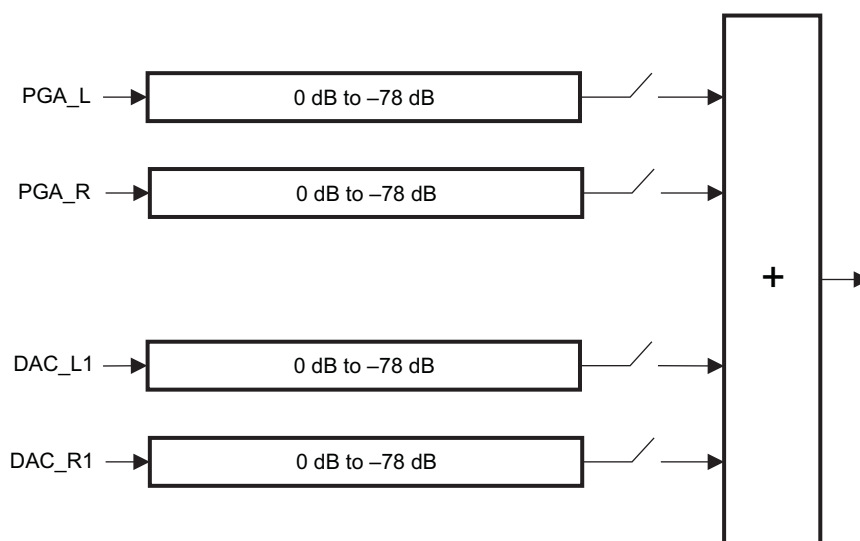 PGA_L
0 dB to –78 dB
PGA_R
0 dB to –78 dB
+
DAC_L1
0 dB to –78 dB
DAC_R1
0 dB to –78 dB